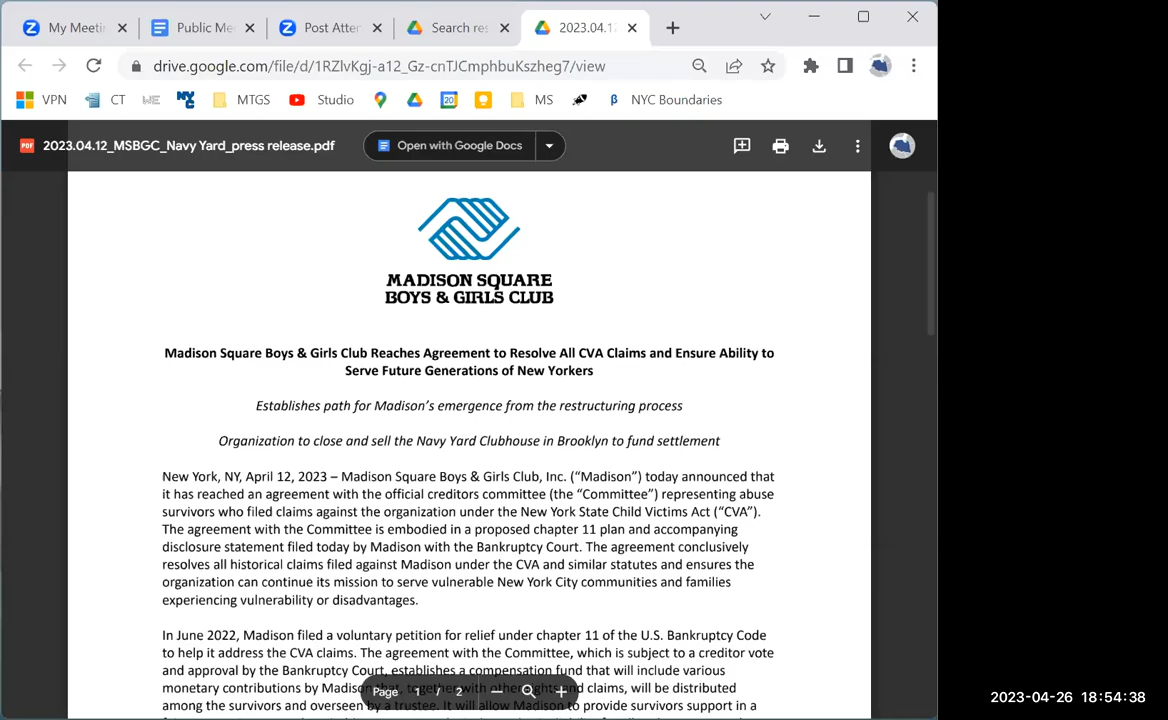 My Meeti
Public Me
Post Atter
Search res
2023.04.12
drive.google.com/file/d/1RZlvKgj-a12_Gz-cnTJCmphbuKszheg7/view
VPN
CT
WE
NYC
MTGS
Studio
20
MS
β NYC Boundaries
PDF 2023.04.12_MSBGC_Navy Yard_press release.pdf
Open with Google Docs
MADISON SQUARE
BOYS & GIRLS CLUB
Madison Square Boys & Girls Club Reaches Agreement to Resolve All CVA Claims and Ensure Ability to
Serve Future Generations of New Yorkers
Establishes path for Madison's emergence from the restructuring process
Organization to close and sell the Navy Yard Clubhouse in Brooklyn to fund settlement
New York, NY, April 12, 2023 – Madison Square Boys & Girls Club, Inc. (“Madison”) today announced that
it has reached an agreement with the official creditors committee (the “Committee”) representing abuse
survivors who filed claims against the organization under the New York State Child Victims Act (“CVA”).
The agreement with the Committee is embodied in a proposed chapter 11 plan and accompanying
disclosure statement filed today by Madison with the Bankruptcy Court. The agreement conclusively
resolves all historical claims filed against Madison under the CVA and similar statutes and ensures the
organization can continue its mission to serve vulnerable New York City communities and families
experiencing vulnerability or disadvantages.
In June 2022, Madison filed a voluntary petition for relief under chapter 11 of the U.S. Bankruptcy Code
to help it address the CVA claims. The agreement with the Committee, which is subject to a creditor vote
and approval by the Bankruptcy Court, establishes a compensation fund that will include various
monetary contributions by Madison that, together with other rights and claims, will be distributed
among the survivors and overseen by a trustee. It will allow Madison to provide survivors support in a
Page 1 / 2
2023-04-26 18:54:38